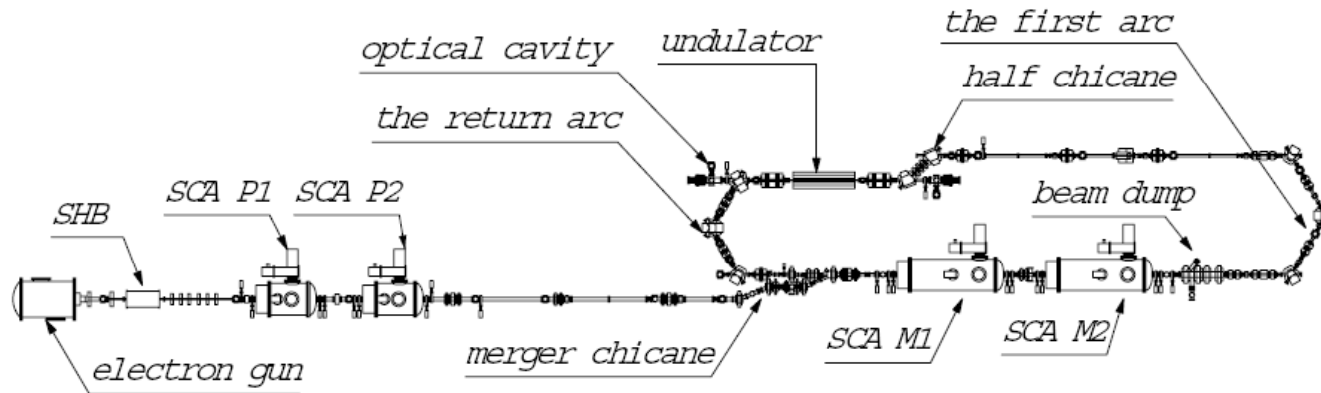 the first arc
optical cavity
undulator
half chicane
the return arc
SCA P1
SCA P2
beam dump
SHB
SCA M1
SCA M2
merger chicane
electron gun